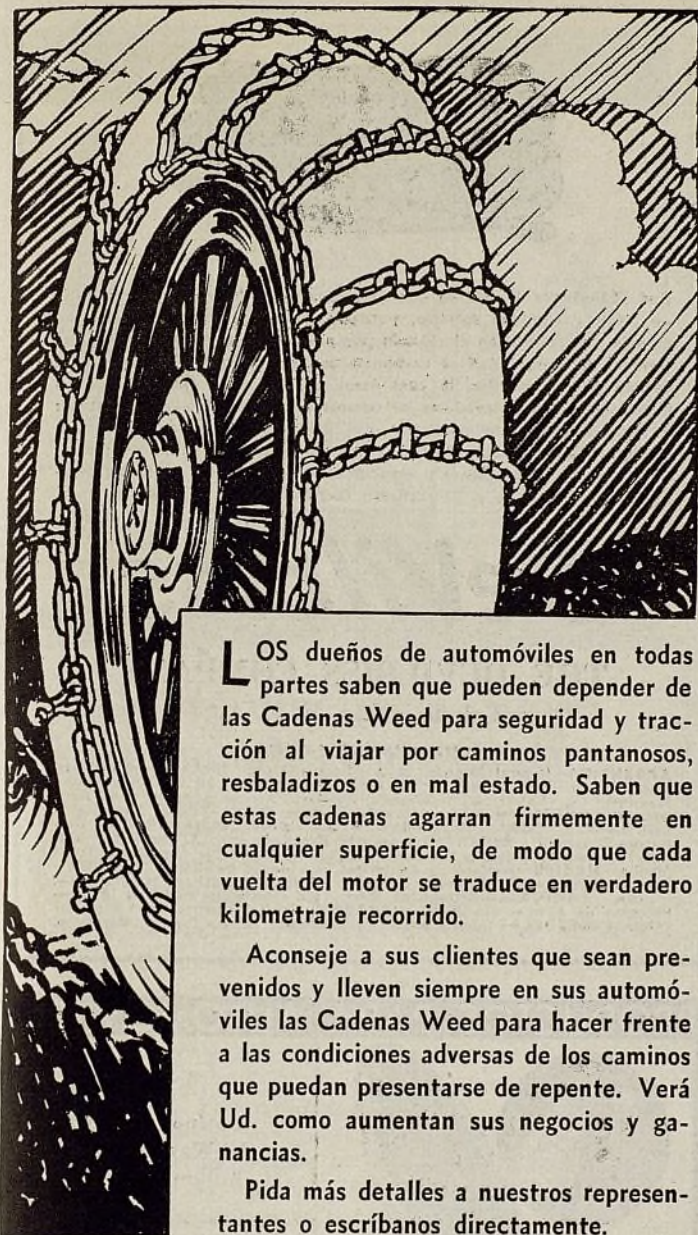 LOS dueños de automóviles en todas
partes saben que pueden depender de
las Cadenas Weed para seguridad y trac-
ción al viajar por caminos pantanosos,
resbaladizos o en mal estado. Saben que
estas cadenas agarran firmemente en
cualquier superficie, de modo que cada
vuelta del motor se traduce en verdadero
kilometraje recorrido.
Aconseje a sus clientes que sean pre-
venidos y lleven siempre en sus automó-
viles las Cadenas Weed para hacer frente
a las condiciones adversas de los caminos
que puedan presentarse de repente. Verá
Ud. como aumentan sus negocios y ga-
nancias.
Pida más detalles a nuestros represen-
tantes o escríbanos directamente.